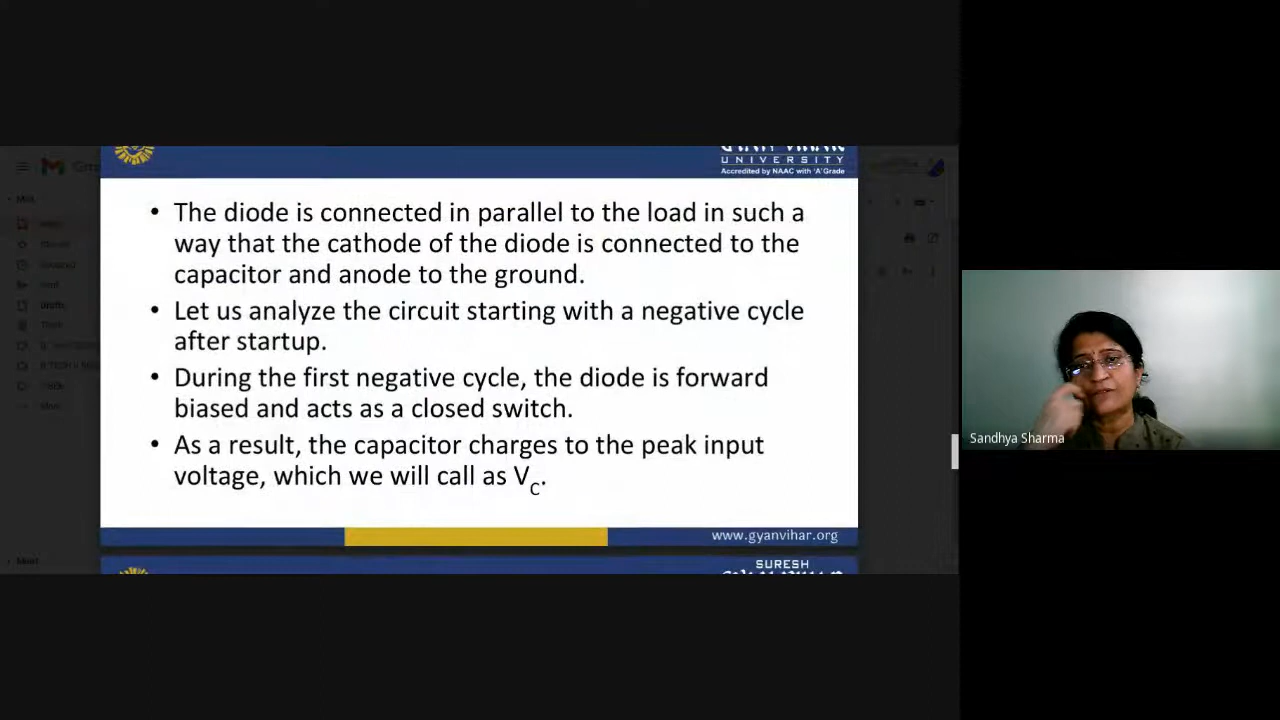 UNIVERSITY
Accredited by NAAC with 'A' Grade
• The diode is connected in parallel to the load in such a
way that the cathode of the diode is connected to the
capacitor and anode to the ground.
• Let us analyze the circuit starting with a negative cycle
after startup.
• During the first negative cycle, the diode is forward
biased and acts as a closed switch.
• As a result, the capacitor charges to the peak input
voltage, which we will call as VC.
www.gyanvihar.org
SURESH
Sandhya Sharma
Drafts